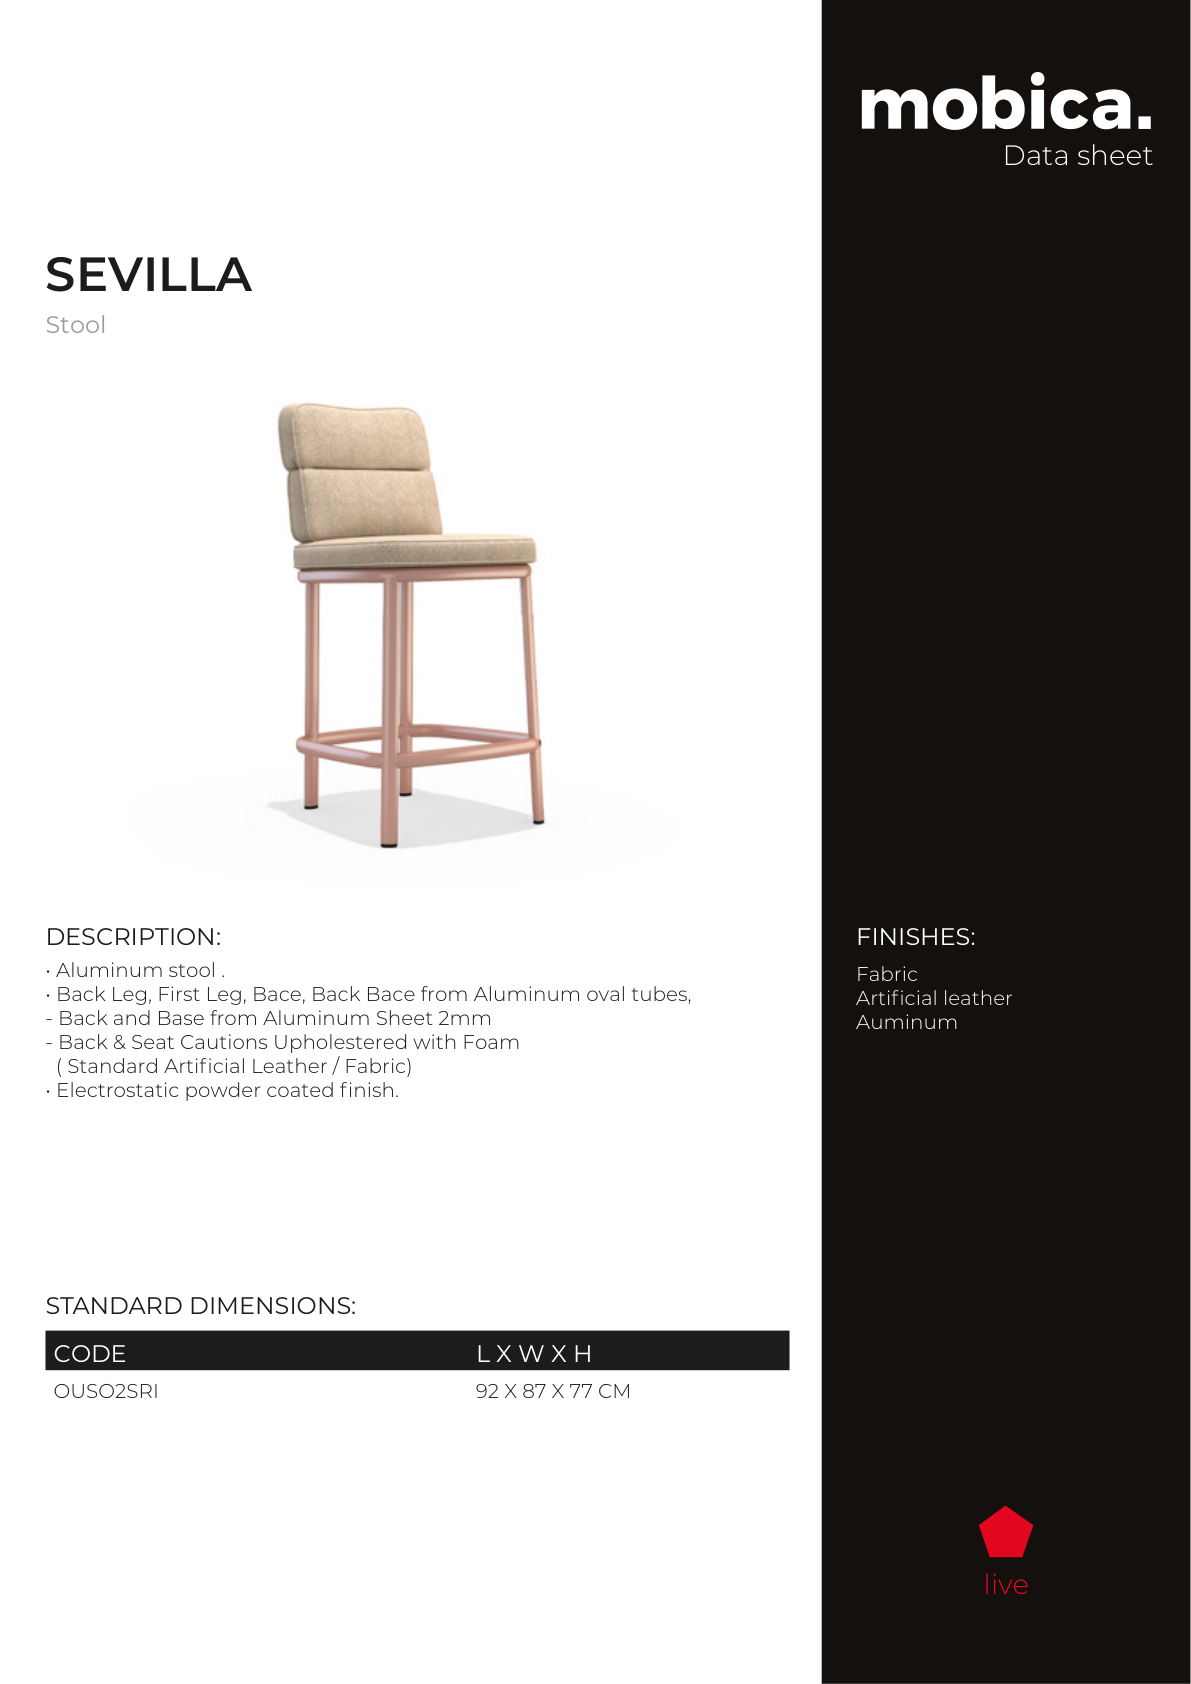 mobica.
Data sheet
SEVILLA
Stool
DESCRIPTION:
• Aluminum stool .
• Back Leg, First Leg, Bace, Back Bace from Aluminum oval tubes,
- Back and Base from Aluminum Sheet 2mm
- Back & Seat Cautions Upholestered with Foam
( Standard Artificial Leather / Fabric)
• Electrostatic powder coated finish.
FINISHES:
Fabric
Artificial leather
Auminum
STANDARD DIMENSIONS:
CODE L X W X H
OUSO2SRI 92 X 87 X 77 CM
live